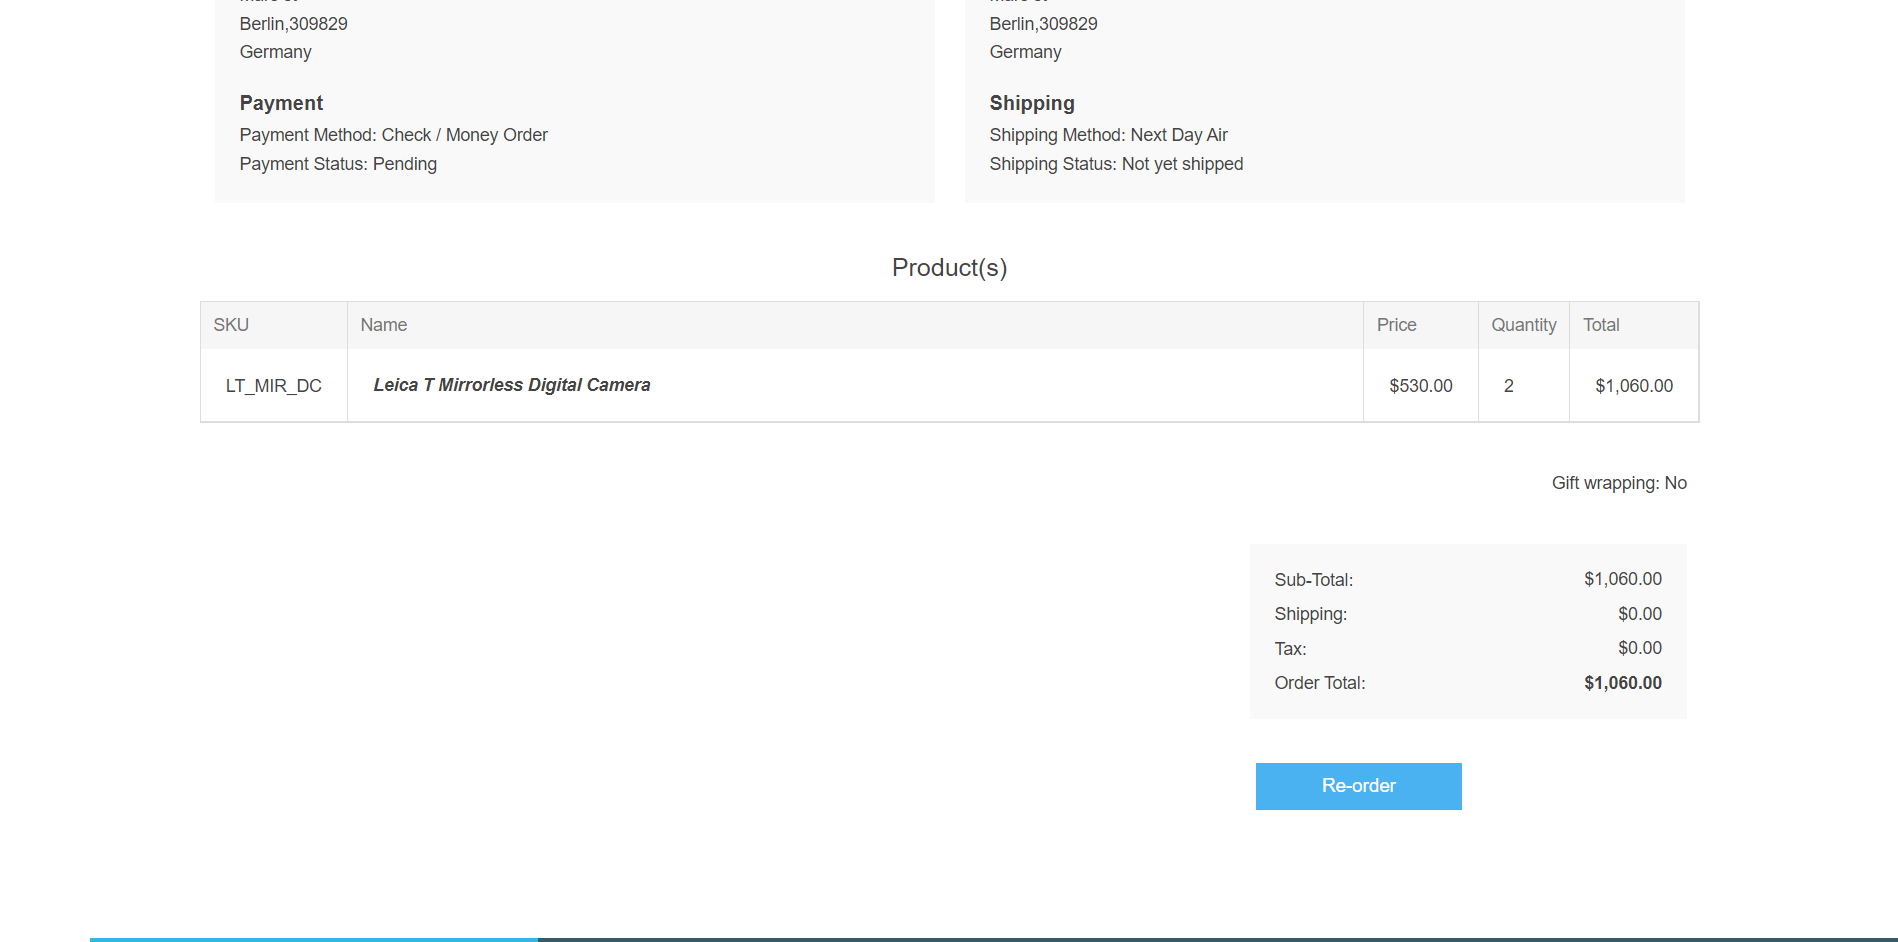 Berlin,309829
Germany
Payment
Payment Method: Check / Money Order
Payment Status: Pending
Berlin,309829
Germany
Shipping
Shipping Method: Next Day Air
Shipping Status: Not yet shipped
Product(s)
SKU Name Price Quantity Total
LT_MIR_DC Leica T Mirrorless Digital Camera $530.00 2 $1,060.00
Gift wrapping: No
Sub-Total: $1,060.00
Shipping: $0.00
Tax: $0.00
Order Total: $1,060.00
Re-order